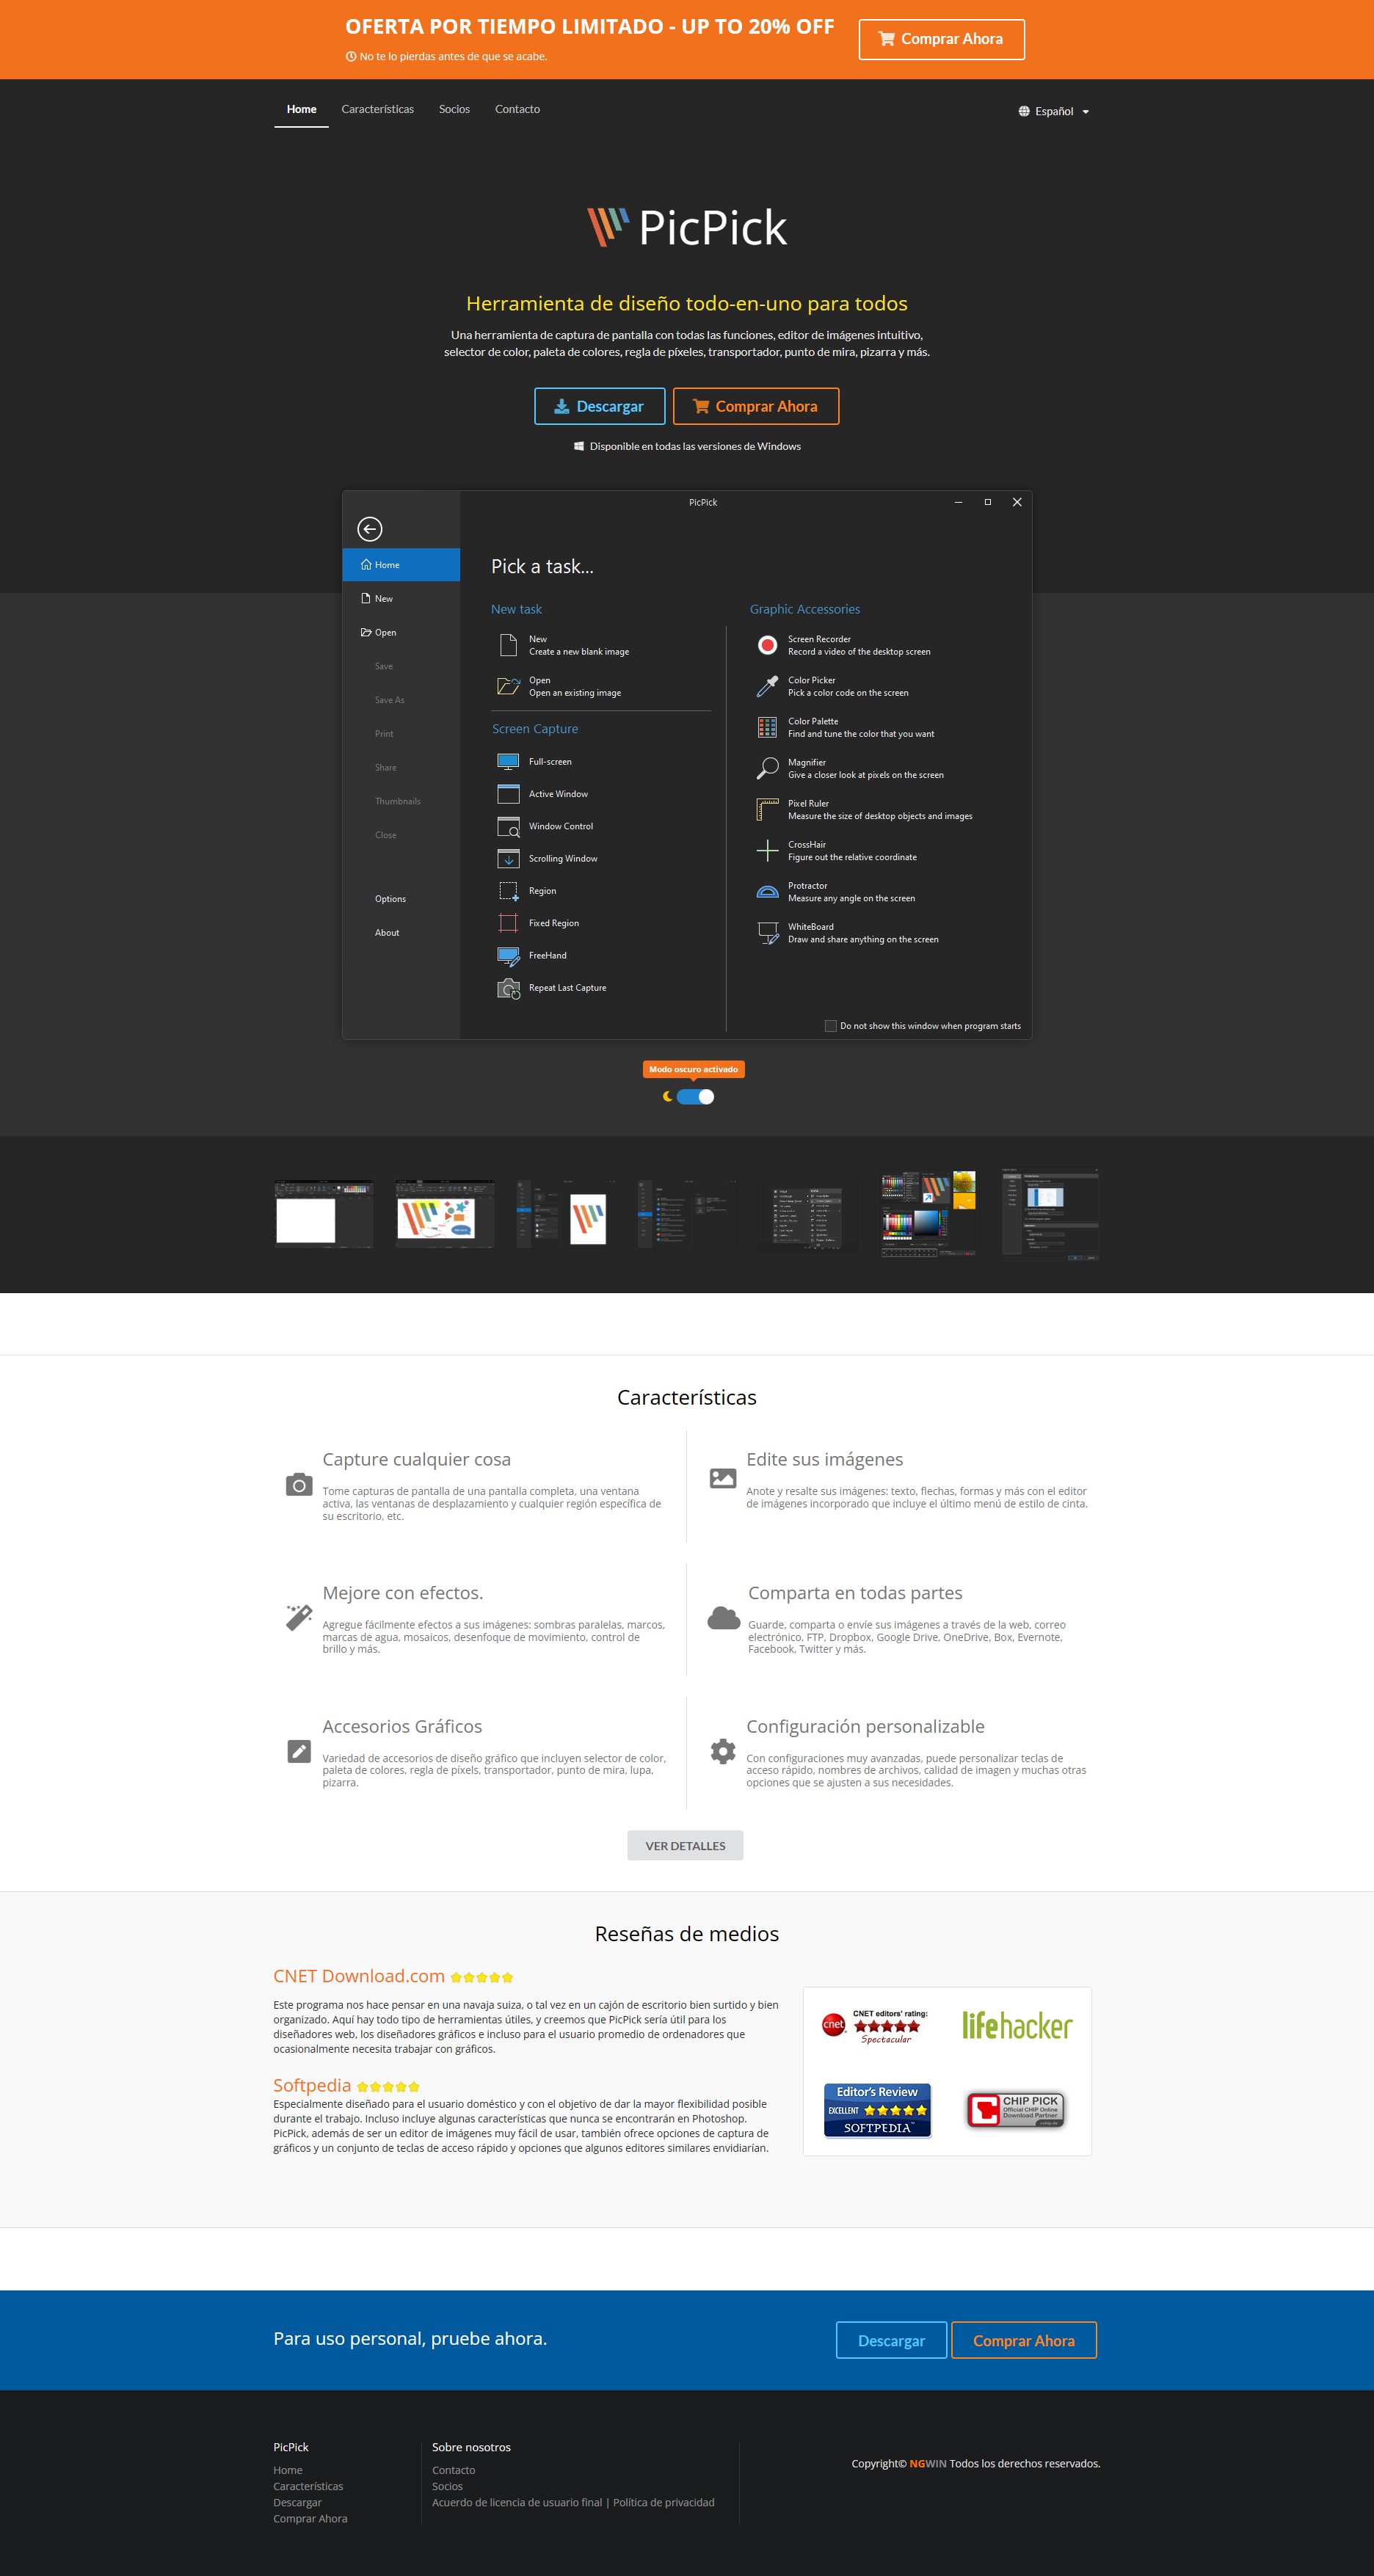 OFERTA POR TIEMPO LIMITADO - UP TO 20% OFF
No te lo pierdas antes de que se acabe.
Comprar Ahora
Home
Características
Socios
Contacto
Español
PicPick
Herramienta de diseño todo-en-uno para todos
Una herramienta de captura de pantalla con todas las funciones, editor de imágenes intuitivo,
selector de color, paleta de colores, regla de píxeles, transportador, punto de mira, pizarra y más.
Descargar
Comprar Ahora
Disponible en todas las versiones de Windows
PicPick
Home
New
Open
Save
Save As
Print
Share
Thumbnails
Close
Options
About
Pick a task...
New task
New
Create a new blank image
Open
Open an existing image
Screen Capture
Full-screen
Active Window
Window Control
Scrolling Window
Region
Fixed Region
FreeHand
Repeat Last Capture
Graphic Accessories
Screen Recorder
Record a video of the desktop screen
Color Picker
Pick a color code on the screen
Color Palette
Find and tune the color that you want
Magnifier
Give a closer look at pixels on the screen
Pixel Ruler
Measure the size of desktop objects and images
CrossHair
Figure out the relative coordinate
Protractor
Measure any angle on the screen
WhiteBoard
Draw and share anything on the screen
Do not show this window when program starts
Modo oscuro activado
Características
Capture cualquier cosa
Tome capturas de pantalla de una pantalla completa, una ventana
activa, las ventanas de desplazamiento y cualquier región específica de
su escritorio, etc.
Edite sus imágenes
Anote y resalte sus imágenes: texto, flechas, formas y más con el editor
de imágenes incorporado que incluye el último menú de estilo de cinta.
Mejore con efectos.
Agregue fácilmente efectos a sus imágenes: sombras paralelas, marcos,
marcas de agua, mosaicos, desenfoque de movimiento, control de
brillo y más.
Comparta en todas partes
Guarde, comparta o envíe sus imágenes a través de la web, correo
electrónico, FTP, Dropbox, Google Drive, OneDrive, Box, Evernote,
Facebook, Twitter y más.
Accesorios Gráficos
Variedad de accesorios de diseño gráfico que incluyen selector de color,
paleta de colores, regla de píxels, transportador, punto de mira, lupa,
pizarra.
Configuración personalizable
Con configuraciones muy avanzadas, puede personalizar teclas de
acceso rápido, nombres de archivos, calidad de imagen y muchas otras
opciones que se ajusten a sus necesidades.
VER DETALLES
Reseñas de medios
CNET Download.com
Este programa nos hace pensar en una navaja suiza, o tal vez en un cajón de escritorio bien surtido y bien
organizado. Aquí hay todo tipo de herramientas útiles, y creemos que PicPick sería útil para los
diseñadores web, los diseñadores gráficos e incluso para el usuario promedio de ordenadores que
ocasionalmente necesita trabajar con gráficos.
Softpedia
Especialmente diseñado para el usuario doméstico y con el objetivo de dar la mayor flexibilidad posible
durante el trabajo. Incluso incluye algunas características que nunca se encontrarán en Photoshop.
PicPick, además de ser un editor de imágenes muy fácil de usar, también ofrece opciones de captura de
gráficos y un conjunto de teclas de acceso rápido y opciones que algunos editores similares envidiarían.
cnet
CNET editors' rating:
Spectacular
lifehacker
Editor's Review
EXCELLENT
SOFTPEDIA
CHIP PICK
Official CHIP Online
Download Partner
Para uso personal, pruebe ahora.
Descargar
Comprar Ahora
PicPick
Home
Características
Descargar
Comprar Ahora
Sobre nosotros
Contacto
Socios
Acuerdo de licencia de usuario final | Política de privacidad
Copyright© NGWIN Todos los derechos reservados.